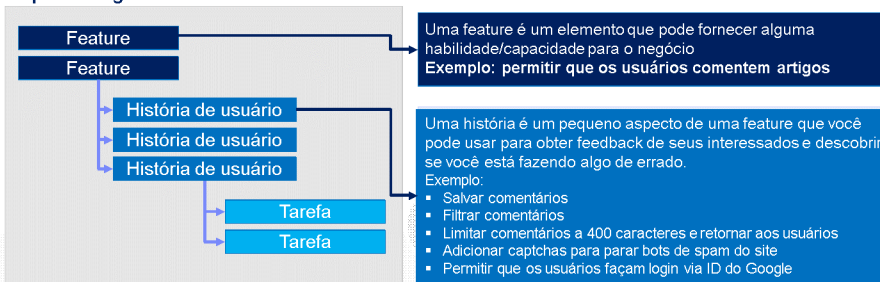 Feature
Feature
História de usuário
História de usuário
História de usuário
Tarefa
Tarefa
Uma feature é um elemento que pode fornecer alguma
habilidade/capacidade para o negócio
Exemplo: permitir que os usuários comentem artigos
Uma história é um pequeno aspecto de uma feature que você
pode usar para obter feedback de seus interessados e descobrir
se você está fazendo algo de errado.
Exemplo:
▪ Salvar comentários
▪ Filtrar comentários
▪ Limitar comentários a 400 caracteres e retornar aos usuários
▪ Adicionar captchas para parar bots de spam do site
▪ Permitir que os usuários façam login via ID do Google